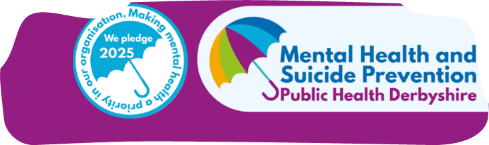 We pledge
2025
Making mental health a priority in our organisation.
Mental Health and
Suicide Prevention
Public Health Derbyshire